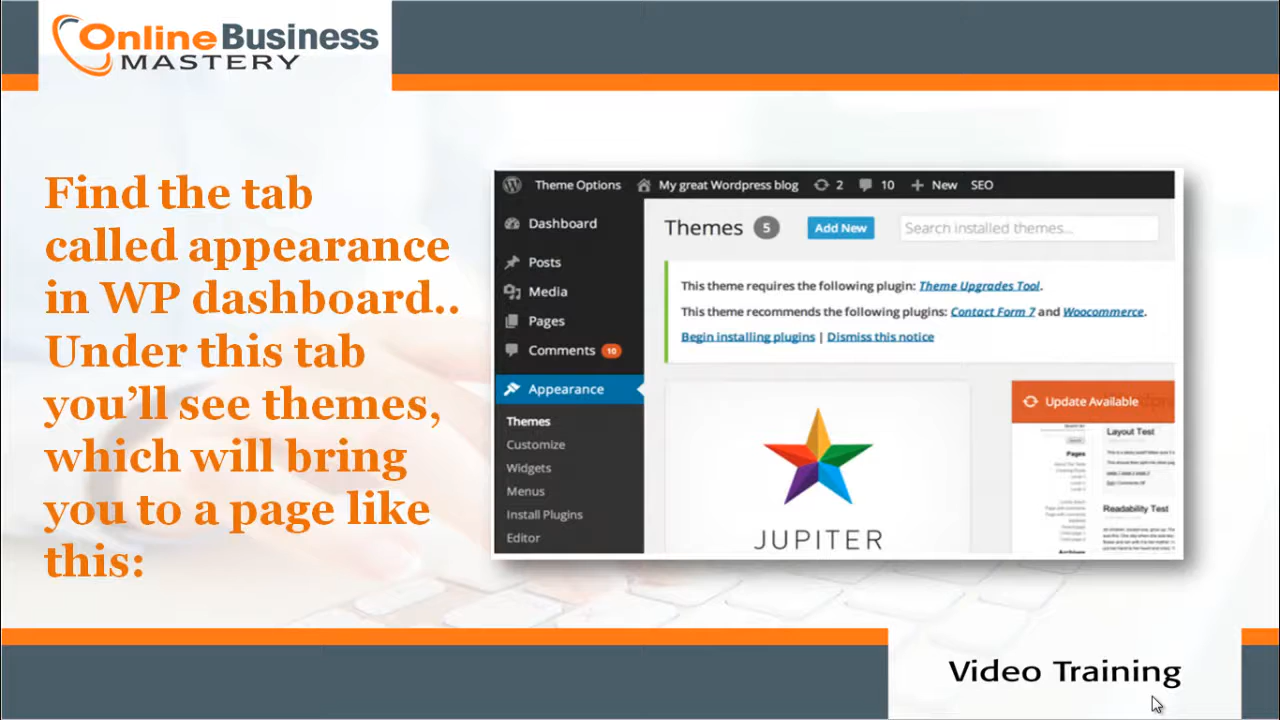 Online Business
MASTERY
Find the tab
called appearance
in WP dashboard..
Under this tab
you’ll see themes,
which will bring
you to a page like
this:
Theme Options My great Wordpress blog 2 10 New SEO
Dashboard
Posts
Media
Pages
Comments 10
Appearance
Themes
Customize
Widgets
Menus
Install Plugins
Editor
Themes 5 Add New Search installed themes...
This theme requires the following plugin: Theme Upgrades Tool.
This theme recommends the following plugins: Contact Form 7 and Woocommerce.
Begin installing plugins | Dismiss this notice
JUPITER
Update Available
Layout Test
Pages
Readability Test
Video Training